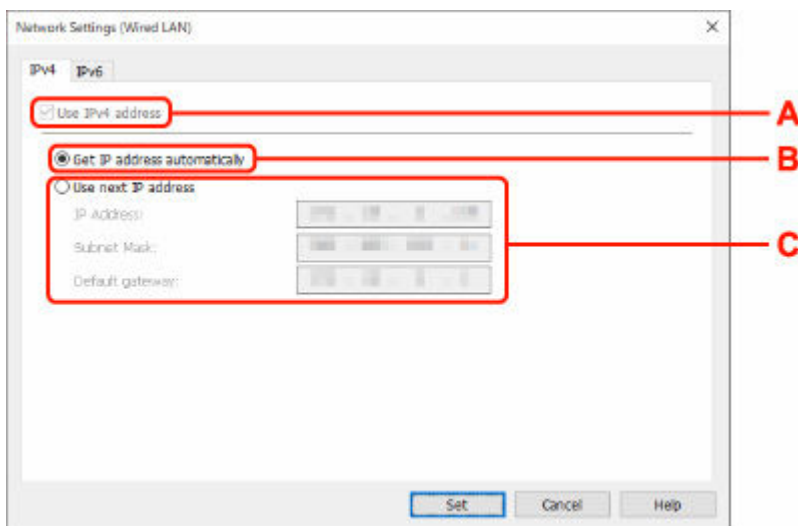 Network Settings (Wired LAN)
IPv4 IPv6
Use IPv4 address
A
Get IP address automatically
B
Use next IP address
IP Address:
Subnet Mask:
C
Default gateway:
Set Cancel Help